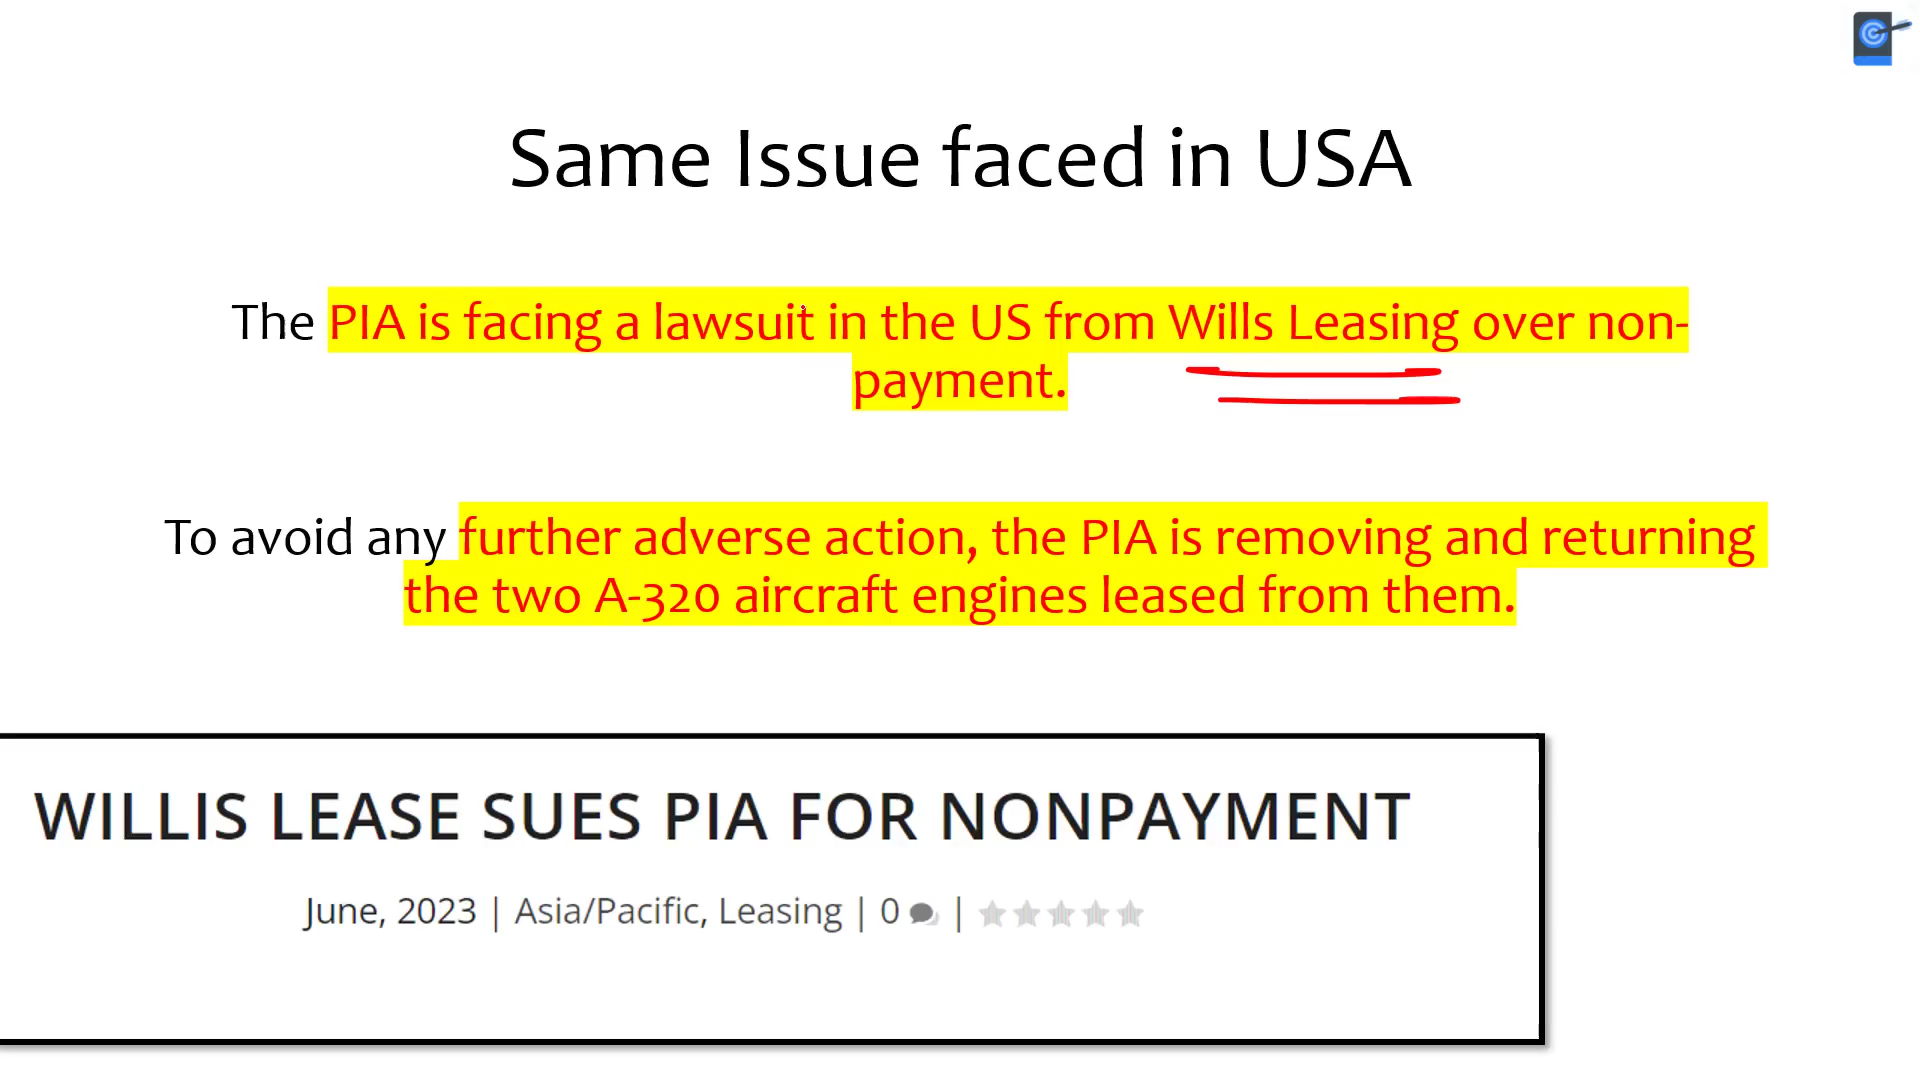 Same Issue faced in USA
The PIA is facing a lawsuit in the US from Wills Leasing over non-
payment.
To avoid any further adverse action, the PIA is removing and returning
the two A-320 aircraft engines leased from them.
WILLIS LEASE SUES PIA FOR NONPAYMENT
June, 2023 | Asia/Pacific, Leasing | 0 |